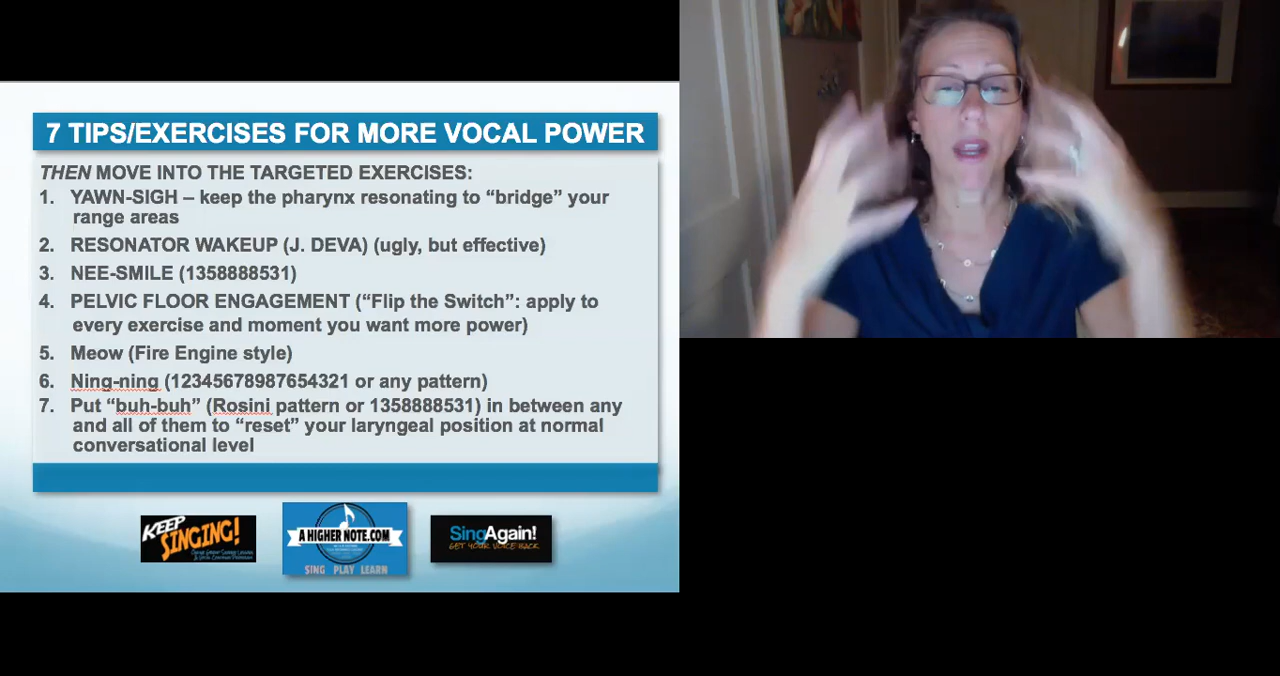 7 TIPS/EXERCISES FOR MORE VOCAL POWER
THEN MOVE INTO THE TARGETED EXERCISES:
1. YAWN-SIGH – keep the pharynx resonating to “bridge” your
range areas
2. RESONATOR WAKEUP (J. DEVA) (ugly, but effective)
3. NEE-SMILE (1358888531)
4. PELVIC FLOOR ENGAGEMENT (“Flip the Switch”: apply to
every exercise and moment you want more power)
5. Meow (Fire Engine style)
6. Ning-ning (12345678987654321 or any pattern)
7. Put “buh-buh” (Rosini pattern or 1358888531) in between any
and all of them to “reset” your laryngeal position at normal
conversational level
KEEP
SINGING!
A HIGHER NOTE.COM
SING PLAY LEARN
SingAgain!
GET YOUR VOICE BACK